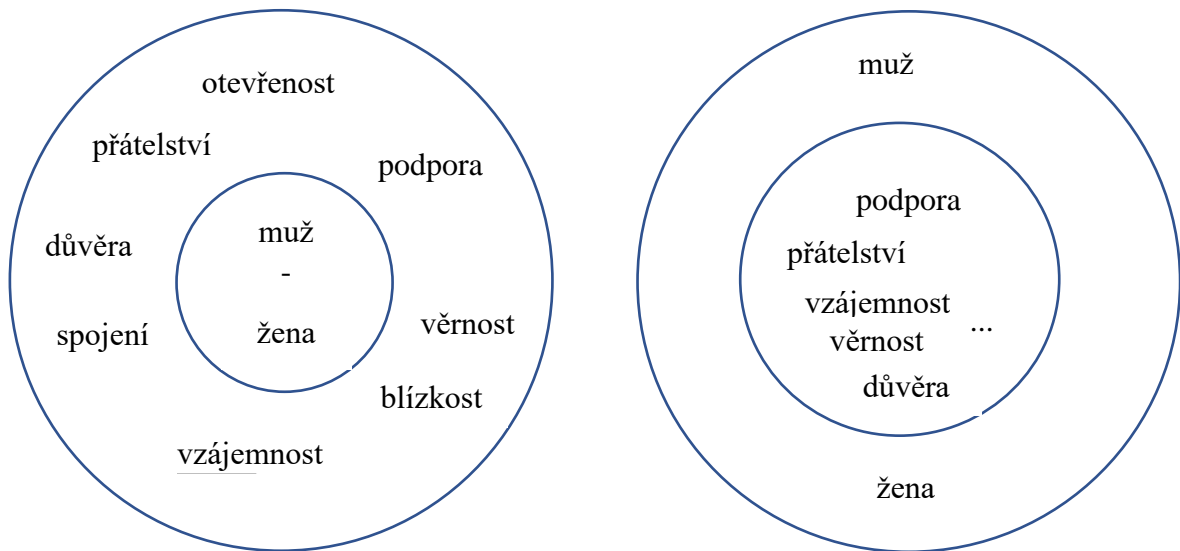 otevřenost
přátelství
podpora
důvěra
muž
-
žena
spojení
věrnost
blízkost
vzájemnost
muž
podpora
přátelství
vzájemnost
...
věrnost
důvěra
žena